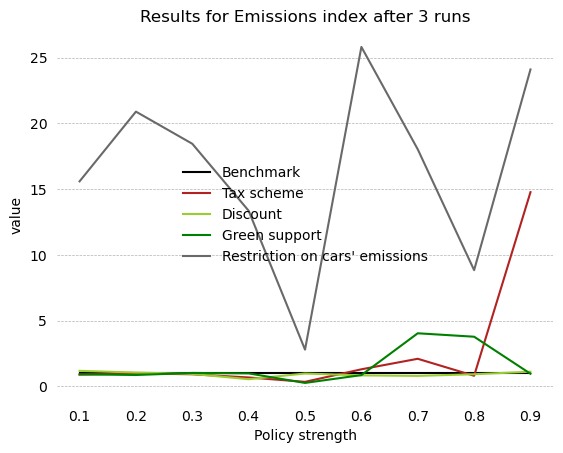 Results for Emissions index after 3 runs
value
25
20
15
10
5
0
Benchmark
Tax scheme
Discount
Green support
Restriction on cars' emissions
0.1 0.2 0.3 0.4 0.5 0.6 0.7 0.8 0.9
Policy strength